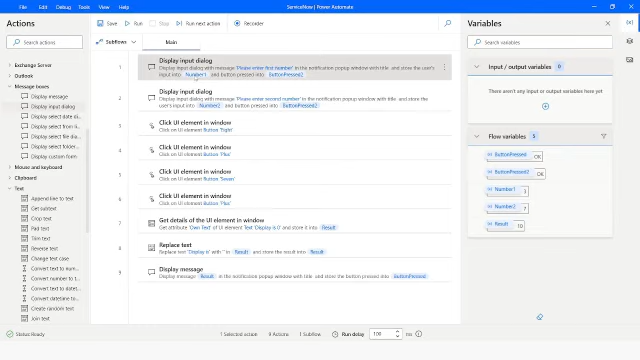 File Edit Debug Tools View Help
ServiceNow | Power Automate
Actions
Search actions
Exchange Server
Outlook
Message boxes
Display message
Display input dialog
Display select date di...
Display select from lis...
Display select file dia...
Display select folder...
Display custom form
Mouse and keyboard
Clipboard
Text
Append line to text
Get subtext
Crop text
Pad text
Trim text
Reverse text
Change text case
Convert text to num...
Convert number to t...
Convert text to datet...
Convert datetime to...
Create random text
Join text
Save Run Stop Run next action Recorder
Subflows Main
1 Display input dialog
Display input dialog with message 'Please enter first number' in the notification popup window with title and store the user's
input into Number1 and button pressed into ButtonPressed2
2 Display input dialog
Display input dialog with message 'Please enter second number' in the notification popup window with title and store the
user's input into Number2 and button pressed into ButtonPressed2
3 Click UI element in window
Click on UI element Button 'Eight'
4 Click UI element in window
Click on UI element Button 'Plus'
5 Click UI element in window
Click on UI element Button 'Seven'
6 Click UI element in window
Click on UI element Button 'Plus'
7 Get details of the UI element in window
Get attribute 'Own Text' of UI element Text 'Display is 0' and store it into Result
8 Replace text
Replace text 'Display is' with '' in Result and store the result into Result
9 Display message
Display message Result in the notification popup window with title and store the button pressed into ButtonPressed
Variables
Search variables
Input / output variables 0
There aren't any input or output variables here yet
Flow variables 5
ButtonPressed OK
ButtonPressed2 OK
Number1 3
Number2 7
Result 10
Status Ready
1 Selected action 9 Actions 1 Subflow Run delay 100 ms